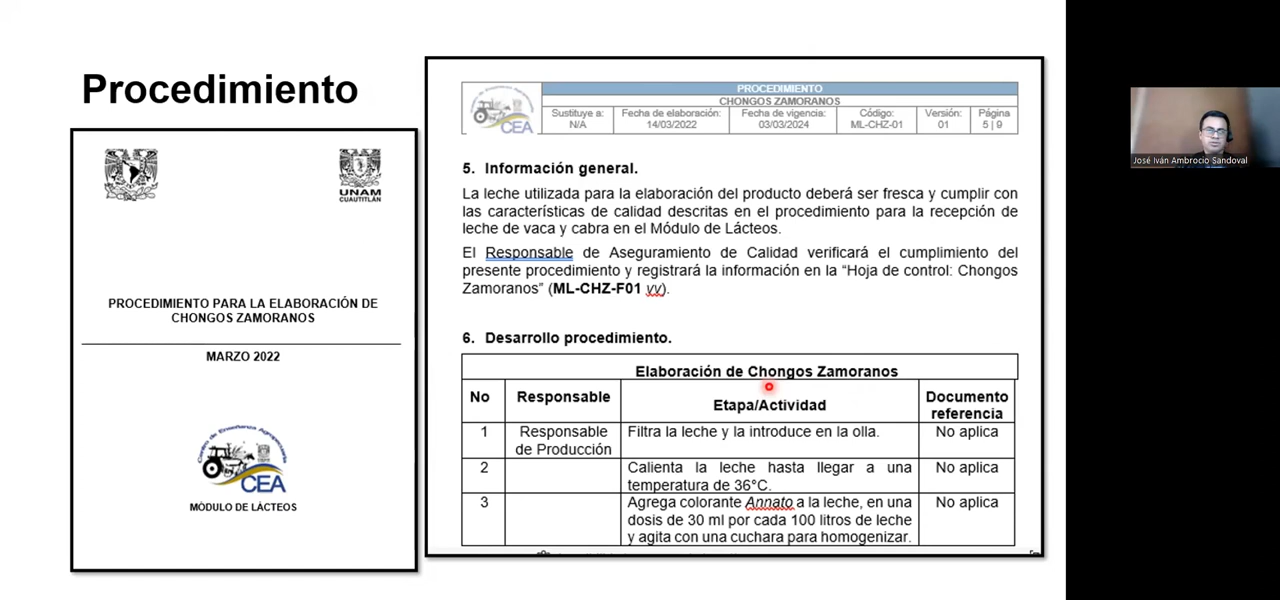 Procedimiento
UNAM
CUAUTITLÁN
PROCEDIMIENTO PARA LA ELABORACIÓN DE
CHONGOS ZAMORANOS
MARZO 2022
Centro de Enseñanza Agropecuaria
CEA
MÓDULO DE LÁCTEOS
CEA
PROCEDIMIENTO
CHONGOS ZAMORANOS
Sustituye a: Fecha de elaboración: Fecha de vigencia: Código: Versión: Página
N/A 14/03/2022 03/03/2024 ML-CHZ-01 01 5 | 9
5. Información general.
La leche utilizada para la elaboración del producto deberá ser fresca y cumplir con
las características de calidad descritas en el procedimiento para la recepción de
leche de vaca y cabra en el Módulo de Lácteos.
El Responsable de Aseguramiento de Calidad verificará el cumplimiento del
presente procedimiento y registrará la información en la “Hoja de control: Chongos
Zamoranos” (ML-CHZ-F01 vv).
6. Desarrollo procedimiento.
Elaboración de Chongos Zamoranos
No Responsable Etapa/Actividad Documento
referencia
1 Responsable Filtra la leche y la introduce en la olla. No aplica
de Producción
2 Calienta la leche hasta llegar a una No aplica
temperatura de 36°C.
3 Agrega colorante Annato a la leche, en una No aplica
dosis de 30 ml por cada 100 litros de leche
y agita con una cuchara para homogenizar.
José Iván Ambrocio Sandoval